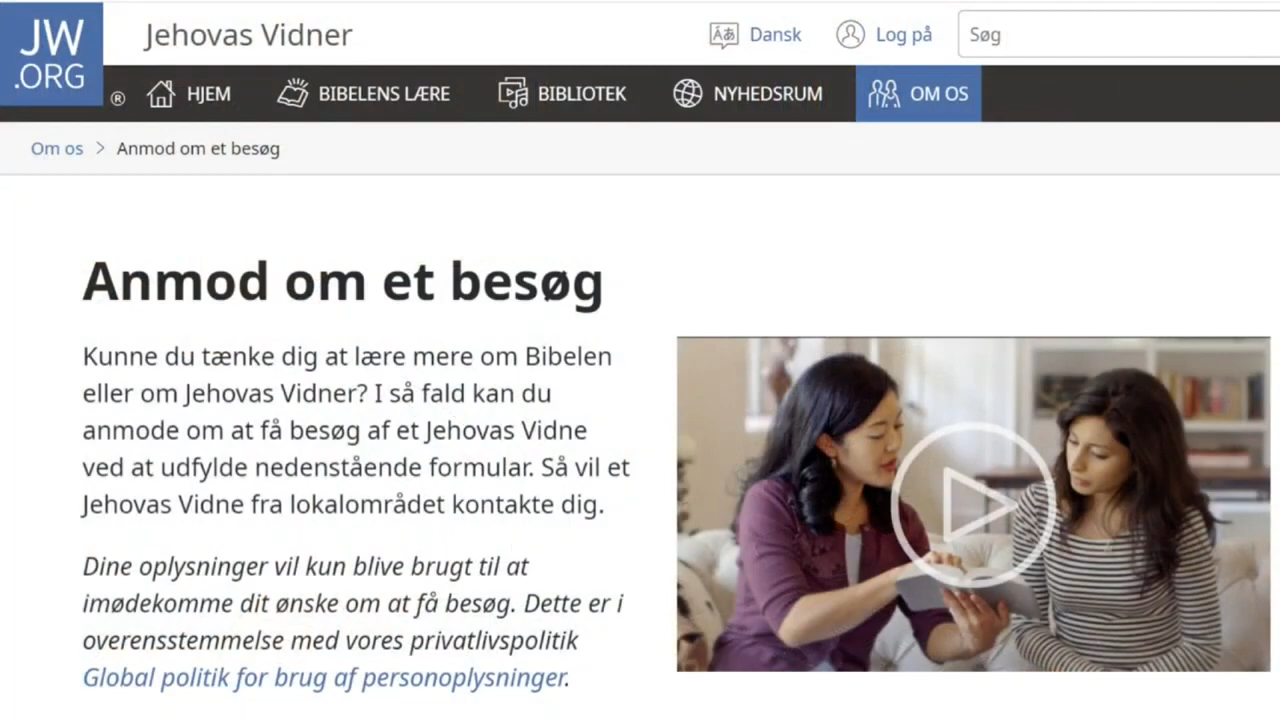 JW
.ORG
®
Jehovas Vidner
Dansk
Log på
Søg
HJEM
BIBELENS LÆRE
BIBLIOTEK
NYHEDSRUM
OM OS
Om os > Anmod om et besøg
Anmod om et besøg
Kunne du tænke dig at lære mere om Bibelen
eller om Jehovas Vidner? I så fald kan du
anmode om at få besøg af et Jehovas Vidne
ved at udfylde nedenstående formular. Så vil et
Jehovas Vidne fra lokalområdet kontakte dig.
Dine oplysninger vil kun blive brugt til at
imødekomme dit ønske om at få besøg. Dette er i
overensstemmelse med vores privatlivspolitik
Global politik for brug af personoplysninger.